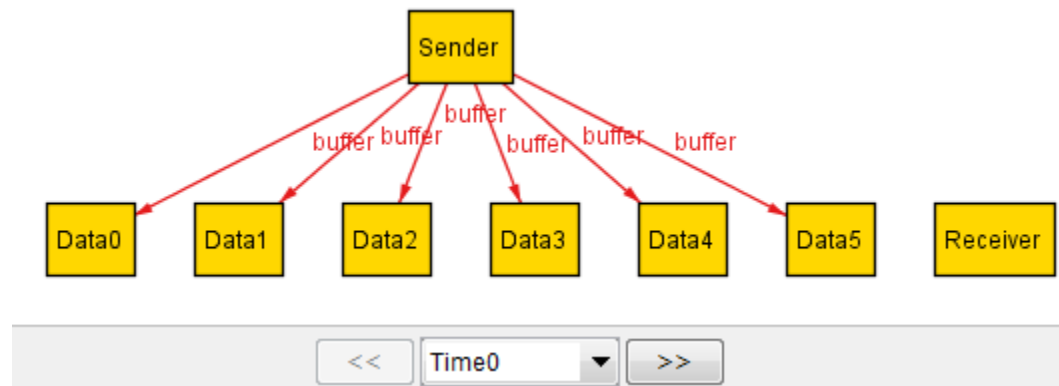 Sender
buffer
buffer buffer buffer buffer buffer
Data0 Data1 Data2 Data3 Data4 Data5 Receiver
<< Time0 >>